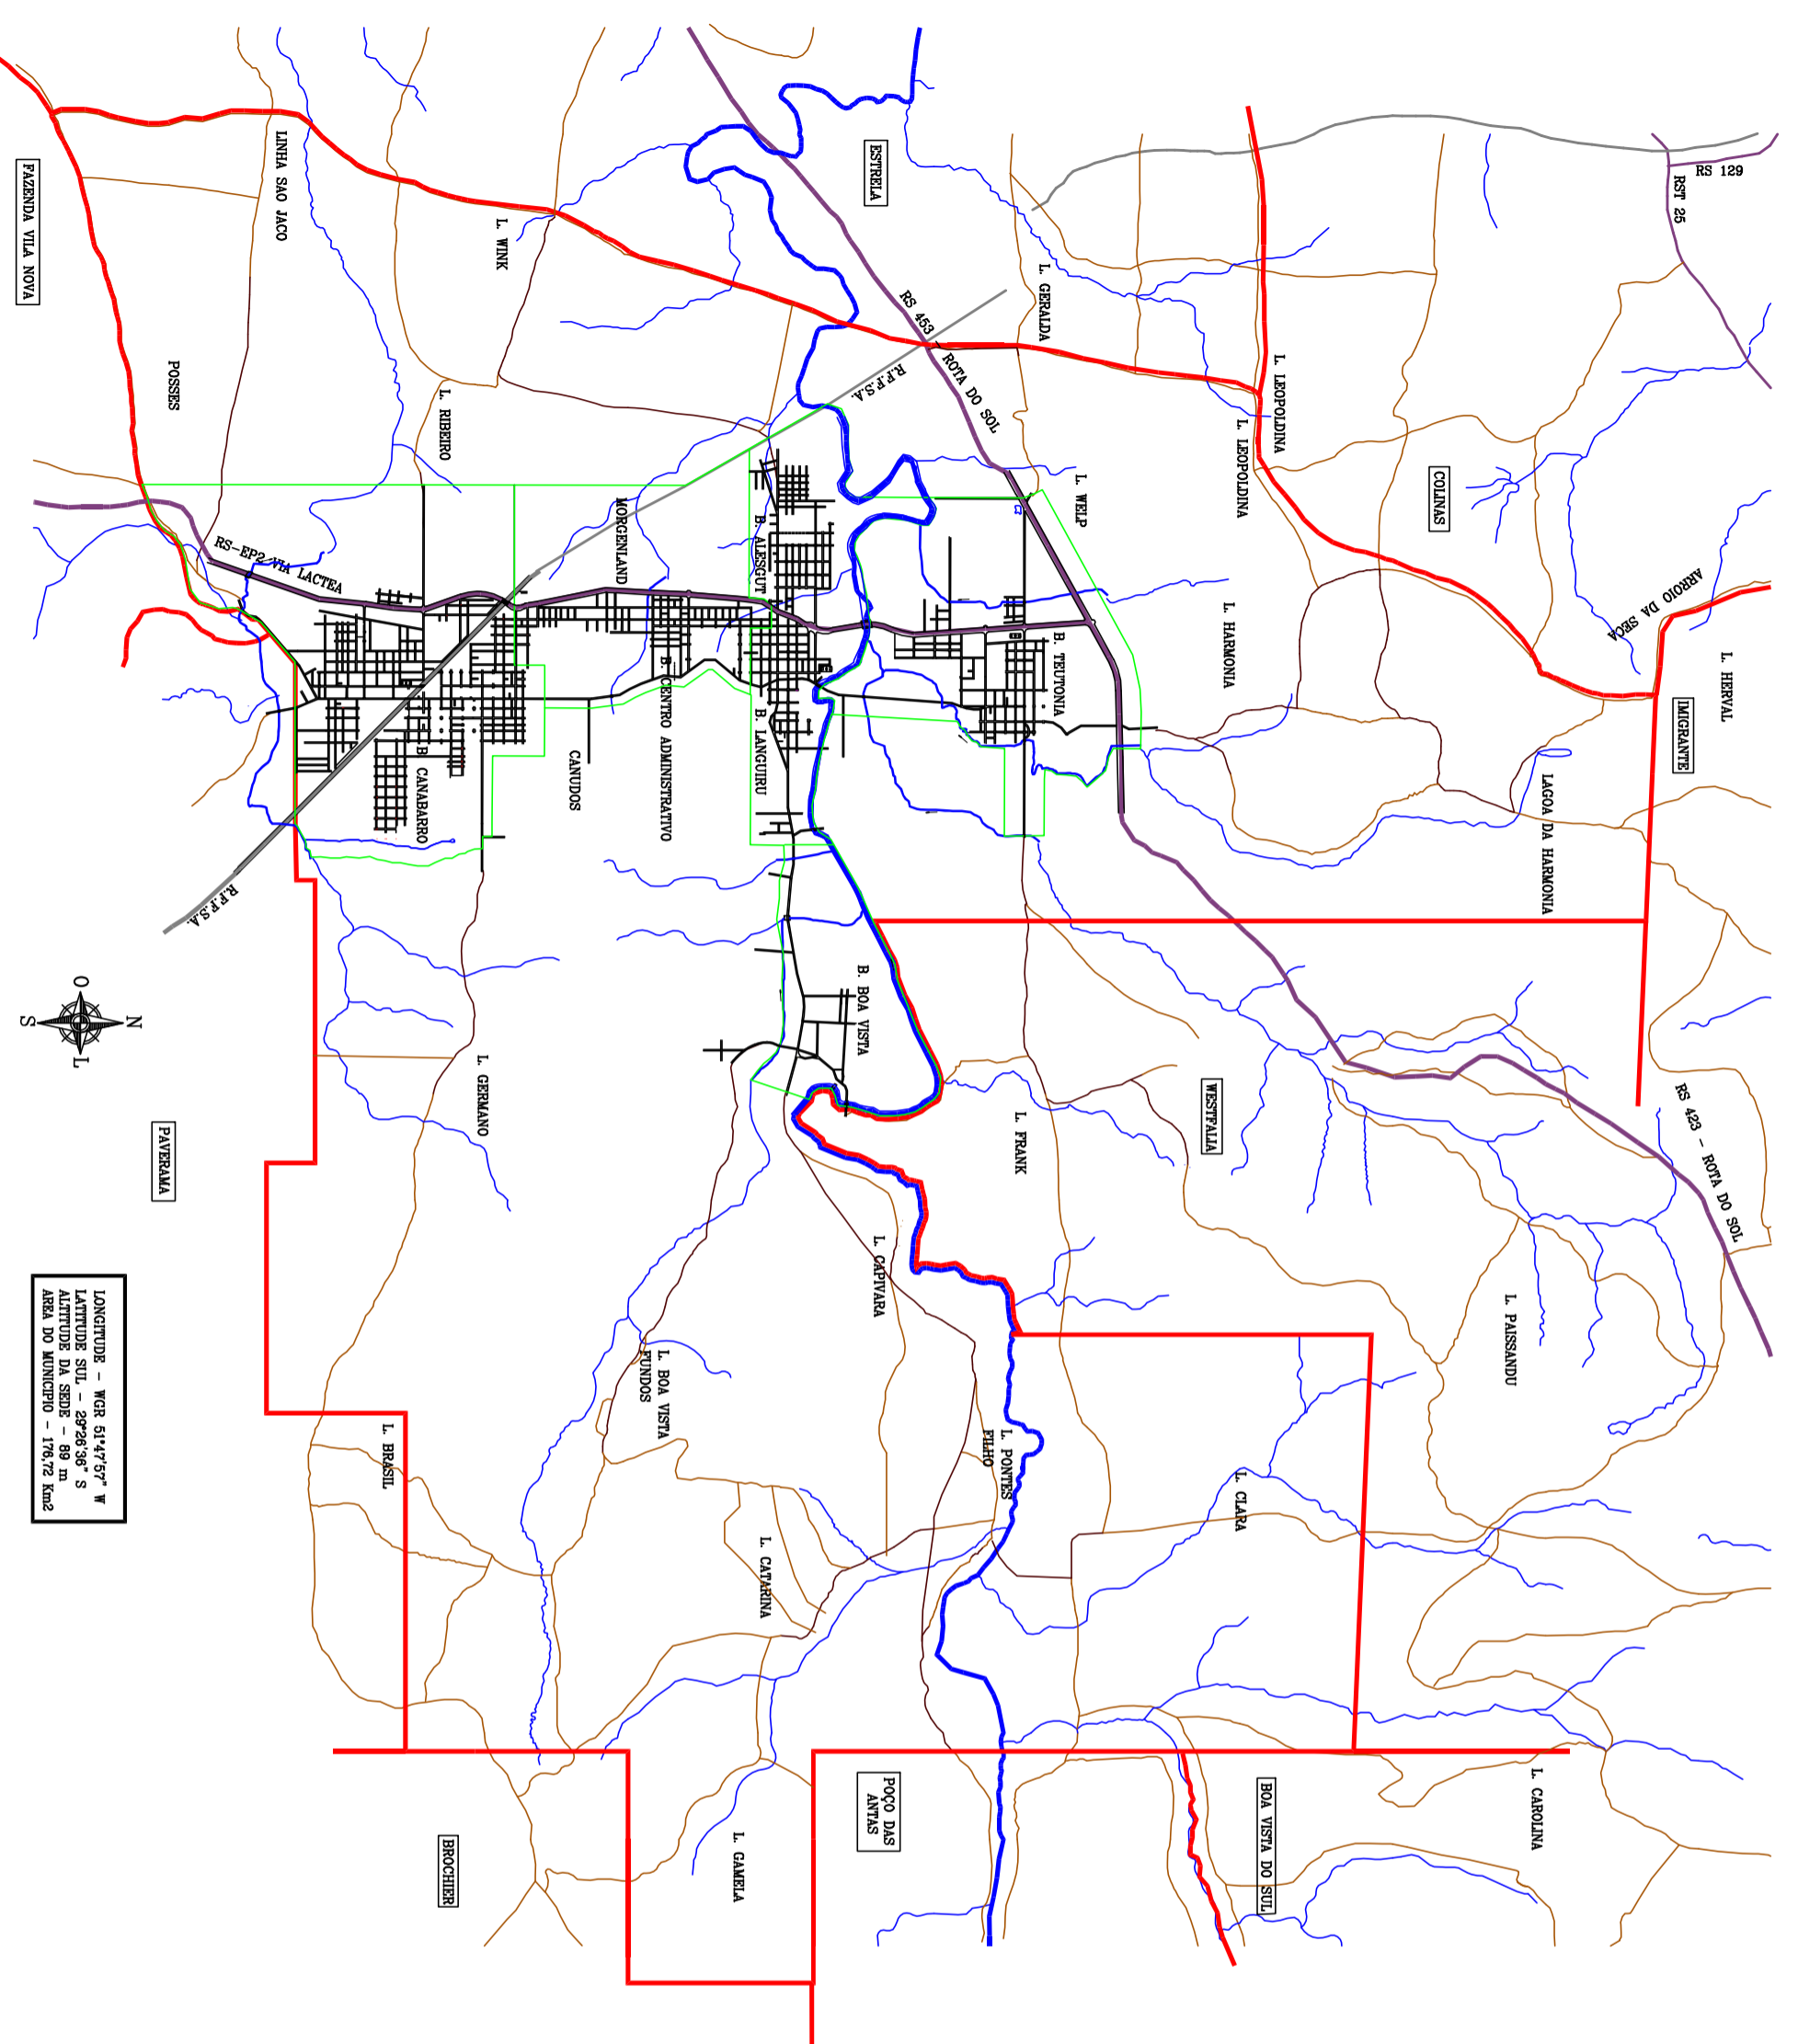 RS 129
RST 25
ESTRELA
LINHA SAO JACO
FAZENDA VILA NOVA
L. WINK
L. GERALDA
RS 453 - ROTA DO SOL
R.F.F.S.A.
L. LEOPOLDINA
L. LEOPOLDINA
COLINAS
POSSES
L. RIBEIRO
L. WELP
MORGENLAND
B. ALESGUT
RS-EP2 VIA LACTEA
ARROIO DA SECA
L. HERVAL
L. HARMONIA
B. TEUTONIA
IMIGRANTE
B. CENTRO ADMINISTRATIVO
B. LANGUIRU
CANUDOS
B. CANABARRO
LAGOA DA HARMONIA
R.F.F.S.A.
B. BOA VISTA
N
O
L
S
L. GERMANO
WESTFALIA
L. FRANK
PAVERAMA
RS 423 - ROTA DO SOL
L. CAPIVARA
L. PAISSANDU
L. BOA VISTA
FUNDOS
L. PONTES
FILHO
L. BRASIL
L. CLARA
L. CATARINA
POÇO DAS
ANTAS
BOA VISTA DO SUL
L. CAROLINA
L. GAMELA
BROCHIER
LONGITUDE - WGR 51°47'57" W
LATITUDE SUL - 29°26'36" S
ALTITUDE DA SEDE - 89 m
AREA DO MUNICIPIO - 176,72 Km2